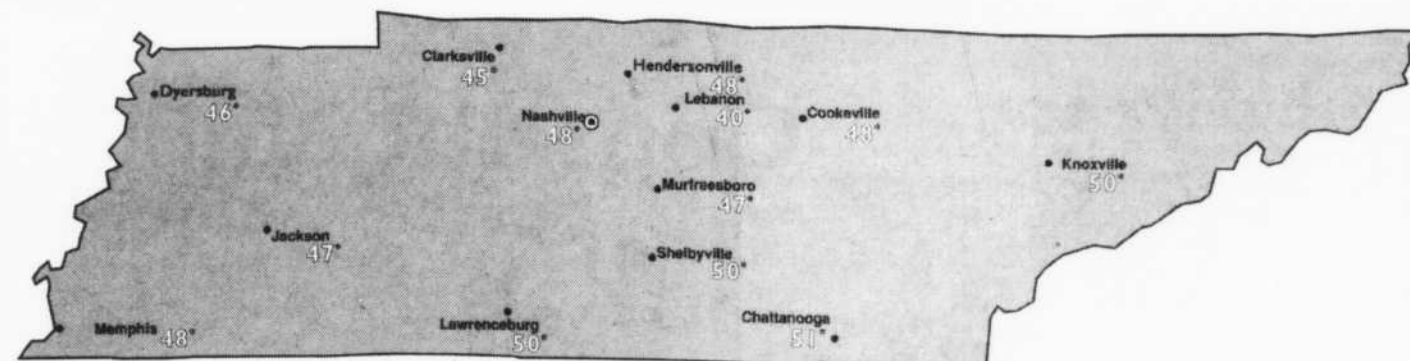 Clarksville
45°
Hendersonville
48°
Dyersburg
46°
Lebanon
40°
Nashville
48°
Cookeville
48°
Knoxville
50°
Murfreesboro
47°
Jackson
47°
Shelbyville
50°
Memphis 48°
Lawrenceburg
50°
Chattanooga
51°